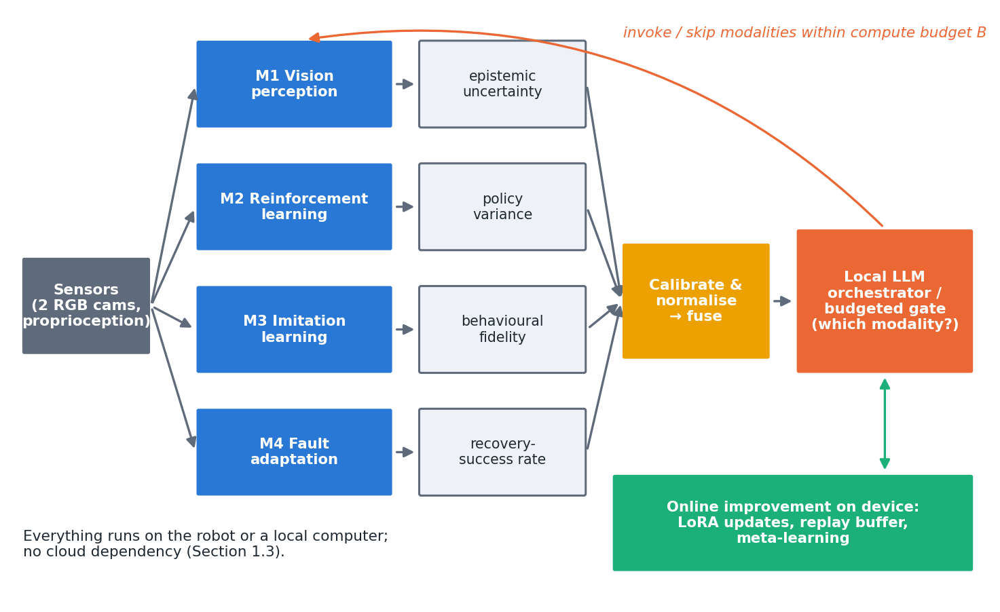 invoke / skip modalities within compute budget B
M1 Vision
perception
epistemic
uncertainty
M2 Reinforcement
learning
policy
variance
Sensors
(2 RGB cams,
proprioception)
M3 Imitation
learning
behavioural
fidelity
Calibrate &
normalise
→ fuse
Local LLM
orchestrator /
budgeted gate
(which modality?)
M4 Fault
adaptation
recovery-
success rate
Online improvement on device:
LoRA updates, replay buffer,
meta-learning
Everything runs on the robot or a local computer;
no cloud dependency (Section 1.3).